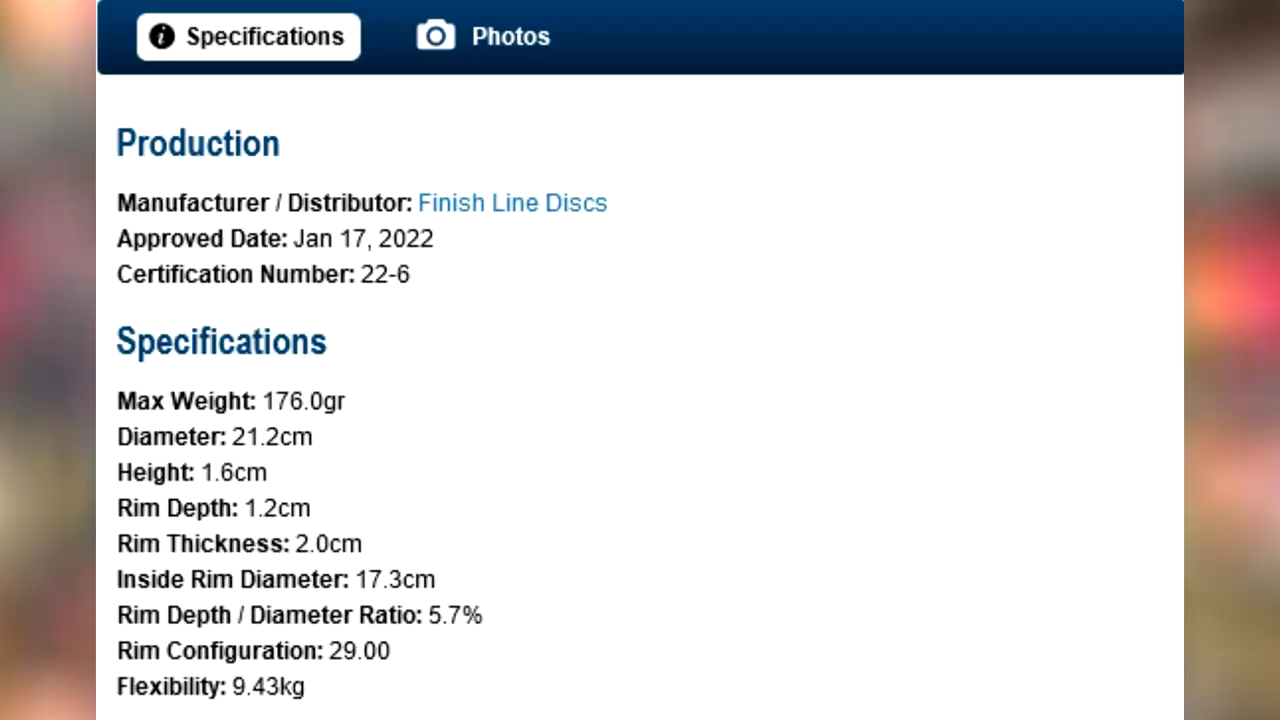 Specifications Photos
Production
Manufacturer / Distributor: Finish Line Discs
Approved Date: Jan 17, 2022
Certification Number: 22-6
Specifications
Max Weight: 176.0gr
Diameter: 21.2cm
Height: 1.6cm
Rim Depth: 1.2cm
Rim Thickness: 2.0cm
Inside Rim Diameter: 17.3cm
Rim Depth / Diameter Ratio: 5.7%
Rim Configuration: 29.00
Flexibility: 9.43kg